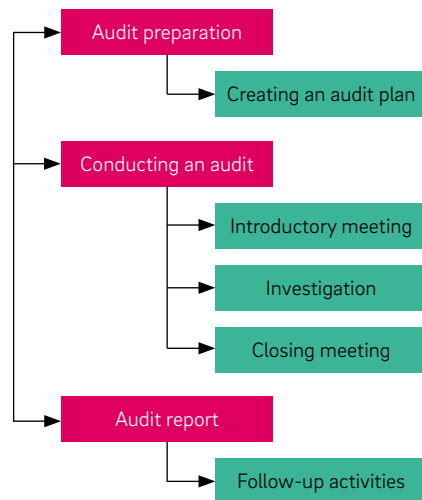 Audit preparation
Creating an audit plan
Conducting an audit
Introductory meeting
Investigation
Closing meeting
Audit report
Follow-up activities